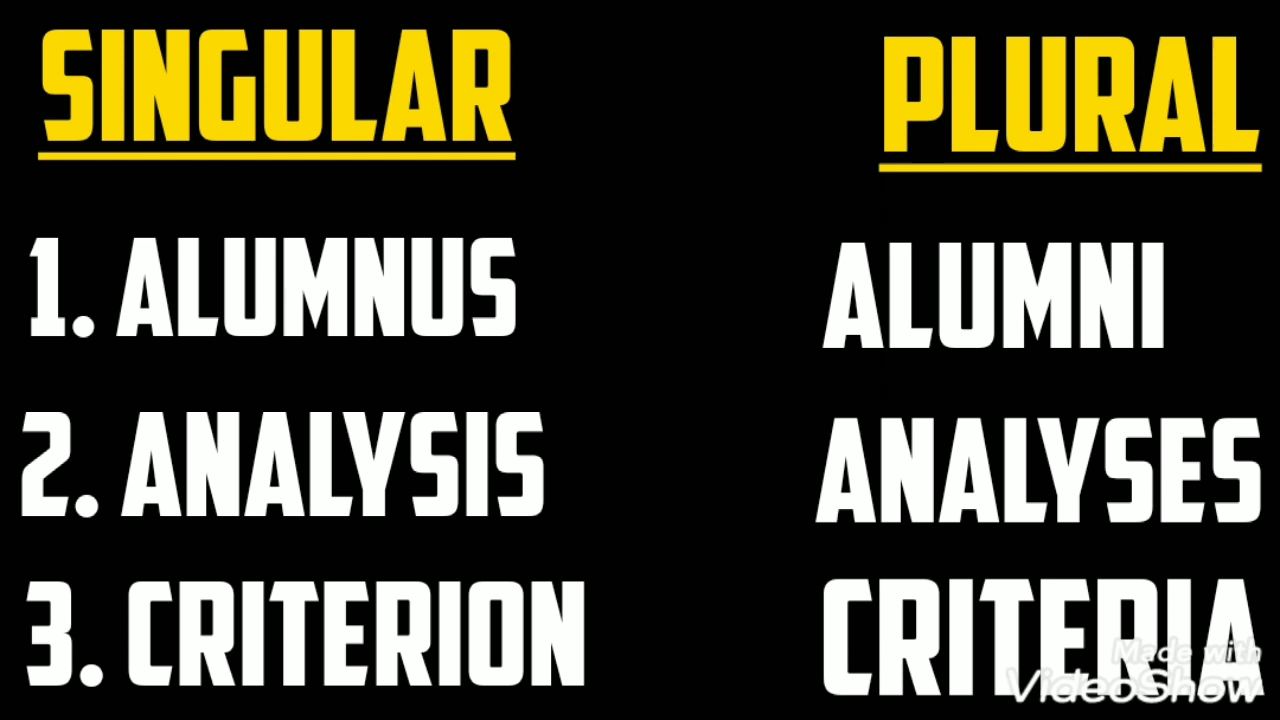 SINGULAR PLURAL
1. ALUMNUS ALUMNI
2. ANALYSIS ANALYSES
3. CRITERION CRITERIA
Made with
VideoShow